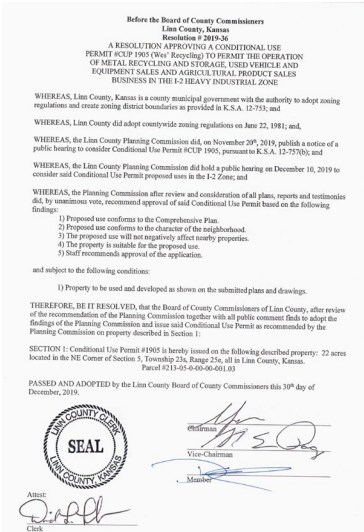 Before the Board of County Commissioners
Linn County, Kansas
Resolution # 2019-36
A RESOLUTION APPROVING A CONDITIONAL USE
PERMIT #CUP 1905 (Wes' Recycling) TO PERMIT THE OPERATION
OF METAL RECYCLING AND STORAGE, USED VEHICLE AND
EQUIPMENT SALES AND AGRICULTURAL PRODUCT SALES
BUSINESS IN THE I-2 HEAVY INDUSTRIAL ZONE
WHEREAS, Linn County, Kansas is a county municipal government with the authority to adopt zoning
regulations and create zoning district boundaries as provided in K.S.A. 12-753; and
WHEREAS, Linn County did adopt countywide zoning regulations on June 22, 1981; and,
WHEREAS, the Linn County Planning Commission did, on November 20th, 2019, publish a notice of a
public hearing to consider Conditional Use Permit #CUP 1905, pursuant to K.S.A. 12-757(b); and
WHEREAS, the Linn County Planning Commission did hold a public hearing on December 10, 2019 to
consider said Conditional Use Permit proposed uses in the I-2 Zone; and
WHEREAS, the Planning Commission after review and consideration of all plans, reports and testimonies
did, by unanimous vote, recommend approval of said Conditional Use Permit based on the following
findings:
1) Proposed use conforms to the Comprehensive Plan.
2) Proposed use conforms to the character of the neighborhood.
3) The proposed use will not negatively affect nearby properties.
4) The property is suitable for the proposed use.
5) Staff recommends approval of the application.
and subject to the following conditions:
1) Property to be used and developed as shown on the submitted plans and drawings.
THEREFORE, BE IT RESOLVED, that the Board of County Commissioners of Linn County, after review
of the recommendation of the Planning Commission together with all public comment finds to adopt the
findings of the Planning Commission and issue said Conditional Use Permit as recommended by the
Planning Commission on property described in Section 1:
SECTION 1: Conditional Use Permit #1905 is hereby issued on the following described property: 22 acres
located in the NE Corner of Section 5, Township 23s, Range 25e, all in Linn County, Kansas.
Parcel #213-05-0-00-00-001.03
PASSED AND ADOPTED by the Linn County Board of County Commissioners this 30th day of
December, 2019.
LINN COUNTY CLERK
SEAL
LINN COUNTY, KANSAS
Chairman
Vice-Chairman
Member
Attest:
Clerk